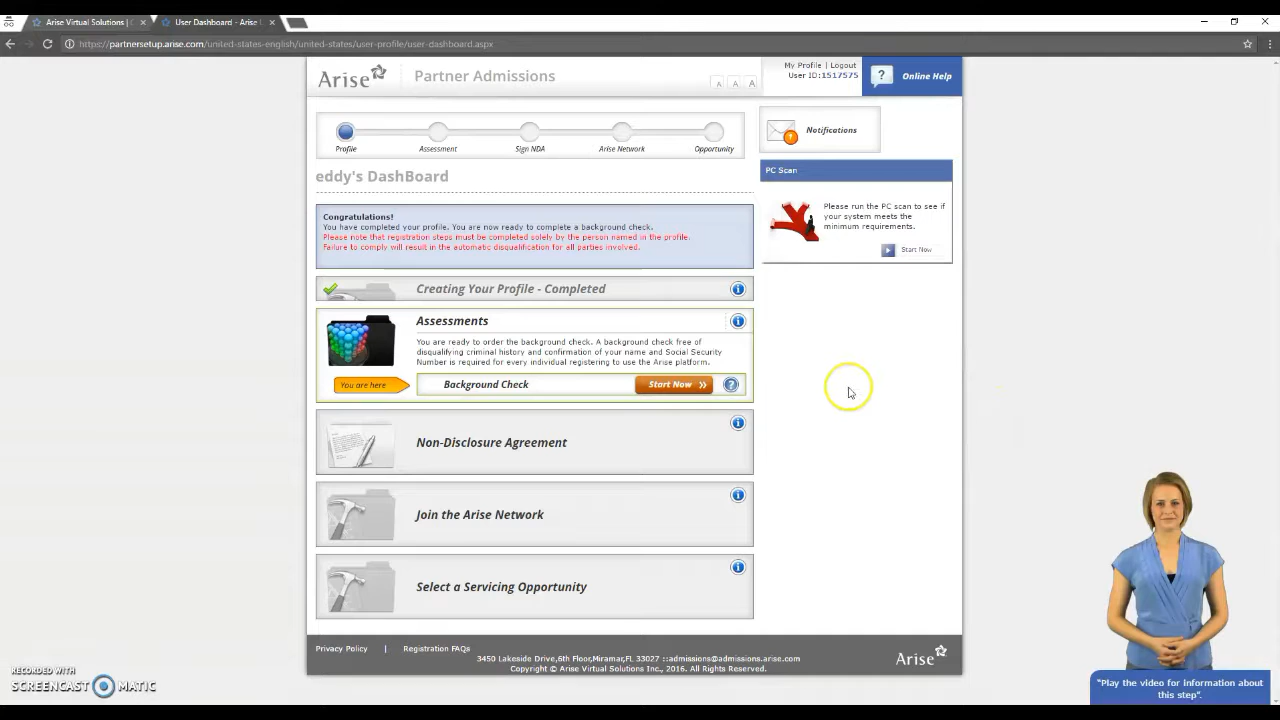 Arise Virtual Solutions | C
User Dashboard - Arise
https://partnersetup.arise.com/united-states-english/united-states/user-profile/user-dashboard.aspx
Arise
Partner Admissions
A A A
My Profile | Logout
User ID:1517575
? Online Help
Profile
Assessment
Sign NDA
Arise Network
Opportunity
Notifications
eddy's DashBoard
PC Scan
Please run the PC scan to see if
your system meets the
minimum requirements.
Start Now
Congratulations!
You have completed your profile. You are now ready to complete a background check.
Please note that registration steps must be completed solely by the person named in the profile.
Failure to comply will result in the automatic disqualification for all parties involved.
Creating Your Profile - Completed
Assessments
You are ready to order the background check. A background check free of
disqualifying criminal history and confirmation of your name and Social Security
Number is required for every individual registering to use the Arise platform.
You are here
Background Check
Start Now »
?
Non-Disclosure Agreement
Join the Arise Network
Select a Servicing Opportunity
Privacy Policy | Registration FAQs
3450 Lakeside Drive,6th Floor,Miramar,FL 33027 ::admissions@admissions.arise.com
Copyright © Arise Virtual Solutions Inc., 2016. All Rights Reserved.
Arise
RECORDED WITH
SCREENCAST MATIC
"Play the video for information about
this step".